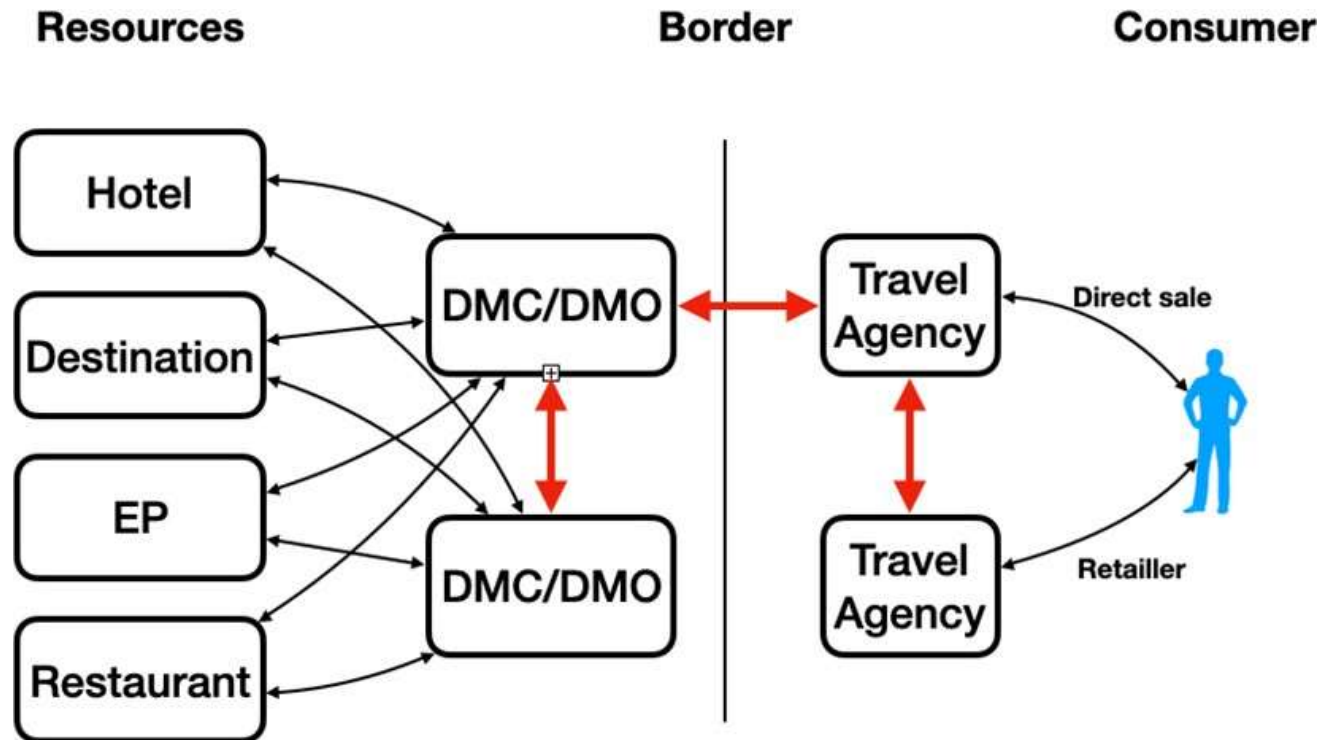 Resources
Border
Consumer
Hotel
Destination
EP
Restaurant
DMC/DMO
DMC/DMO
Travel
Agency
Travel
Agency
Direct sale
Retailler